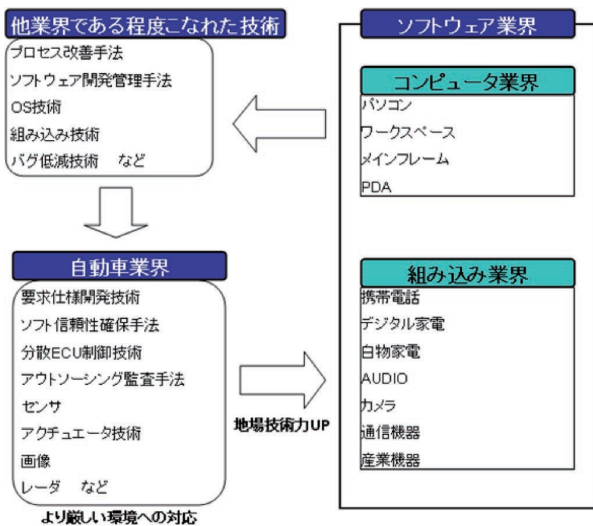 他業界である程度こなれた技術
プロセス改善手法
ソフトウェア開発管理手法
OS技術
組み込み技術
バグ低減技術　など
自動車業界
要求仕様開発技術
ソフト信頼性確保手法
分散ECU制御技術
アウトソーシング監査手法
センサ
アクチュエータ技術
画像
レーダ　など
より厳しい環境への対応
地場技術力UP
ソフトウェア業界
コンピュータ業界
パソコン
ワークスペース
メインフレーム
PDA
組み込み業界
携帯電話
デジタル家電
白物家電
AUDIO
カメラ
通信機器
産業機器